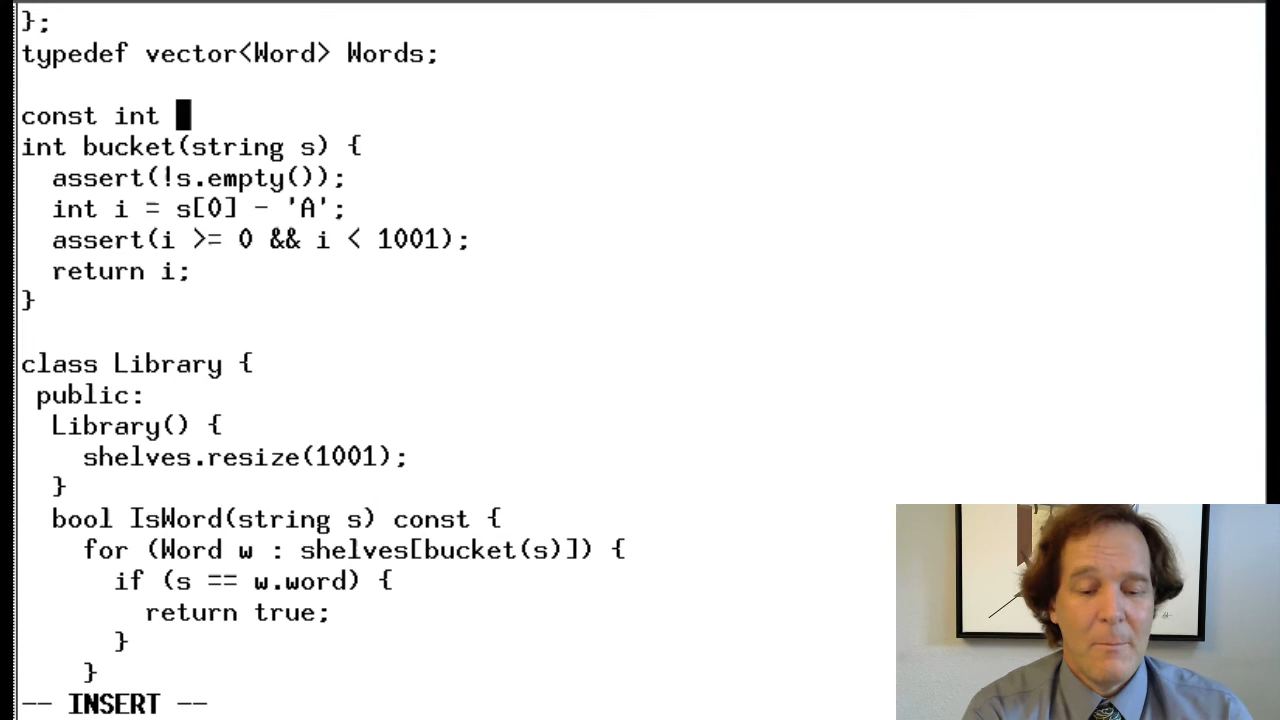 };
typedef vector<Word> Words;
const int
int bucket(string s) {
assert(!s.empty());
int i = s[0] - 'A';
assert(i >= 0 && i < 1001);
return i;
}
class Library {
public:
Library() {
shelves.resize(1001);
}
bool IsWord(string s) const {
for (Word w : shelves[bucket(s)]) {
if (s == w.word) {
return true;
}
}
-- INSERT --